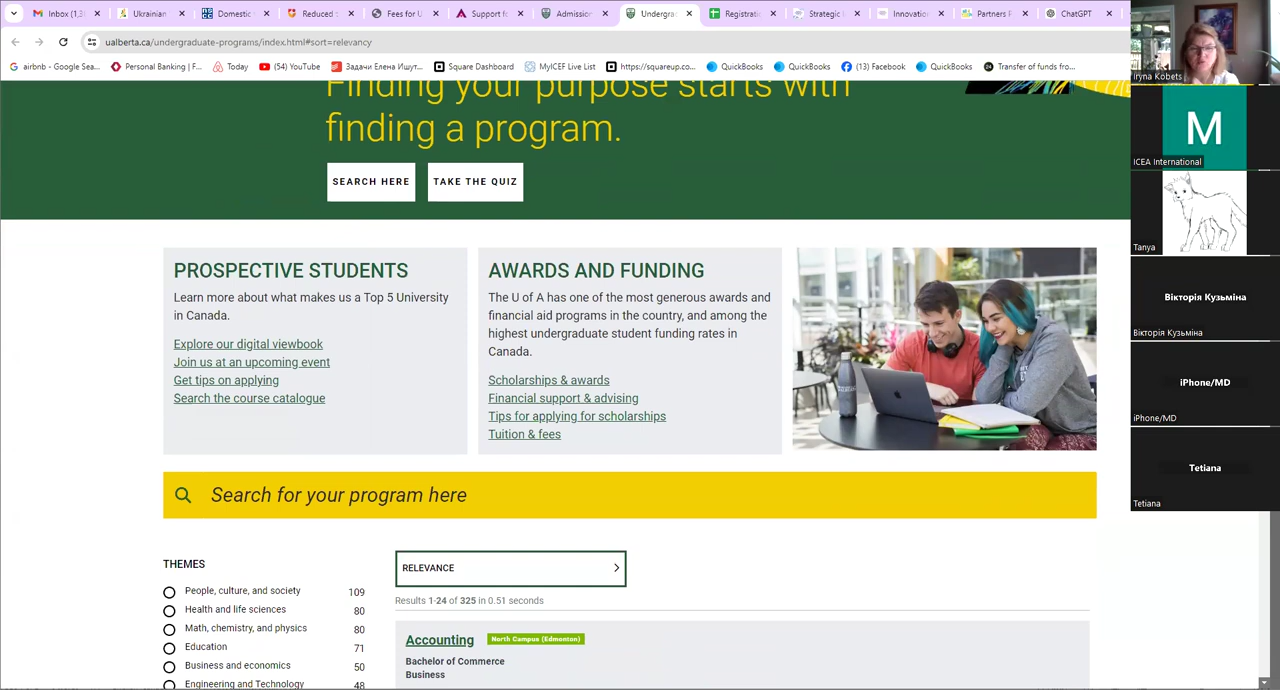 Inbox (1,3
Ukrainian
Domestic
Reduced S
Fees for U
Support fo
Admission
Undergrad
Registratio
Strategic L
Innovation
Partners P
ChatGPT
ualberta.ca/undergraduate-programs/index.html#sort=relevancy
airbnb - Google Sea...
Personal Banking | F...
Today
(54) YouTube
Задачи Елена Ишут...
Square Dashboard
MyICEF Live List
https://squareup.co...
QuickBooks
QuickBooks
(13) Facebook
QuickBooks
Transfer of funds fro...
Finding your purpose starts with
finding a program.
SEARCH HERE
TAKE THE QUIZ
PROSPECTIVE STUDENTS
Learn more about what makes us a Top 5 University
in Canada.
Explore our digital viewbook
Join us at an upcoming event
Get tips on applying
Search the course catalogue
AWARDS AND FUNDING
The U of A has one of the most generous awards and
financial aid programs in the country, and among the
highest undergraduate student funding rates in
Canada.
Scholarships & awards
Financial support & advising
Tips for applying for scholarships
Tuition & fees
Search for your program here
THEMES
People, culture, and society 109
Health and life sciences 80
Math, chemistry, and physics 80
Education 71
Business and economics 50
Engineering and Technology 48
RELEVANCE
Results 1-24 of 325 in 0.51 seconds
Accounting North Campus (Edmonton)
Bachelor of Commerce
Business
Iryna Kobets
M
ICEA International
Tanya
Вікторія Кузьміна
Вікторія Кузьміна
iPhone/MD
iPhone/MD
Tetiana
Tetiana